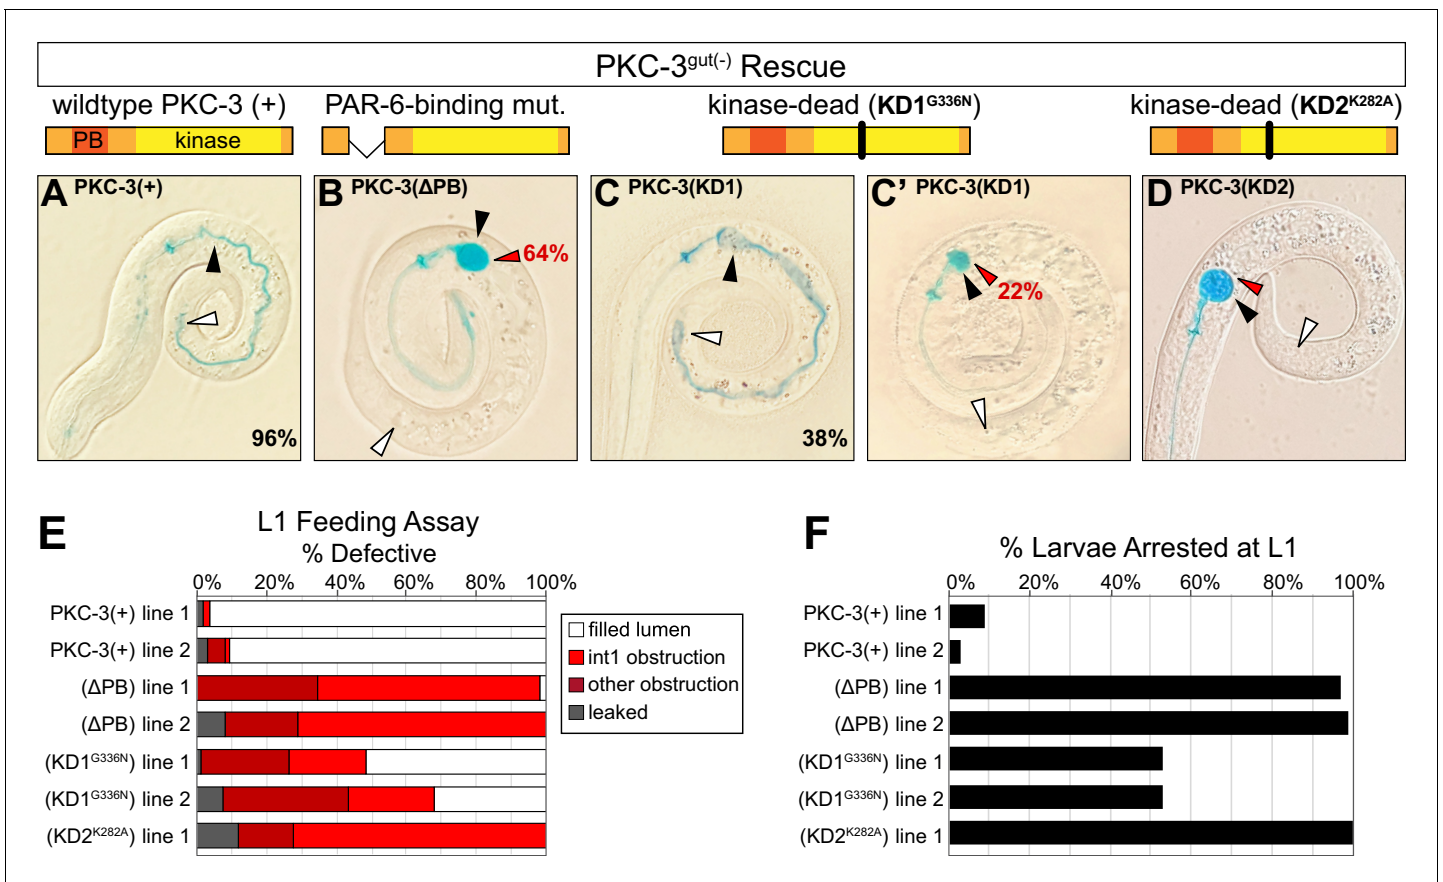 PKC-3gut(-) Rescue
wildtype PKC-3 (+)
PAR-6-binding mut.
kinase-dead (KD1G336N)
kinase-dead (KD2K282A)
PB
kinase
A PKC-3(+)
96%
B PKC-3(ΔPB)
64%
C PKC-3(KD1)
38%
C’ PKC-3(KD1)
22%
D PKC-3(KD2)
E
L1 Feeding Assay
% Defective
0% 20% 40% 60% 80% 100%
PKC-3(+) line 1
PKC-3(+) line 2
(ΔPB) line 1
(ΔPB) line 2
(KD1G336N) line 1
(KD1G336N) line 2
(KD2K282A) line 1
filled lumen
int1 obstruction
other obstruction
leaked
F
% Larvae Arrested at L1
0% 20% 40% 60% 80% 100%
PKC-3(+) line 1
PKC-3(+) line 2
(ΔPB) line 1
(ΔPB) line 2
(KD1G336N) line 1
(KD1G336N) line 2
(KD2K282A) line 1